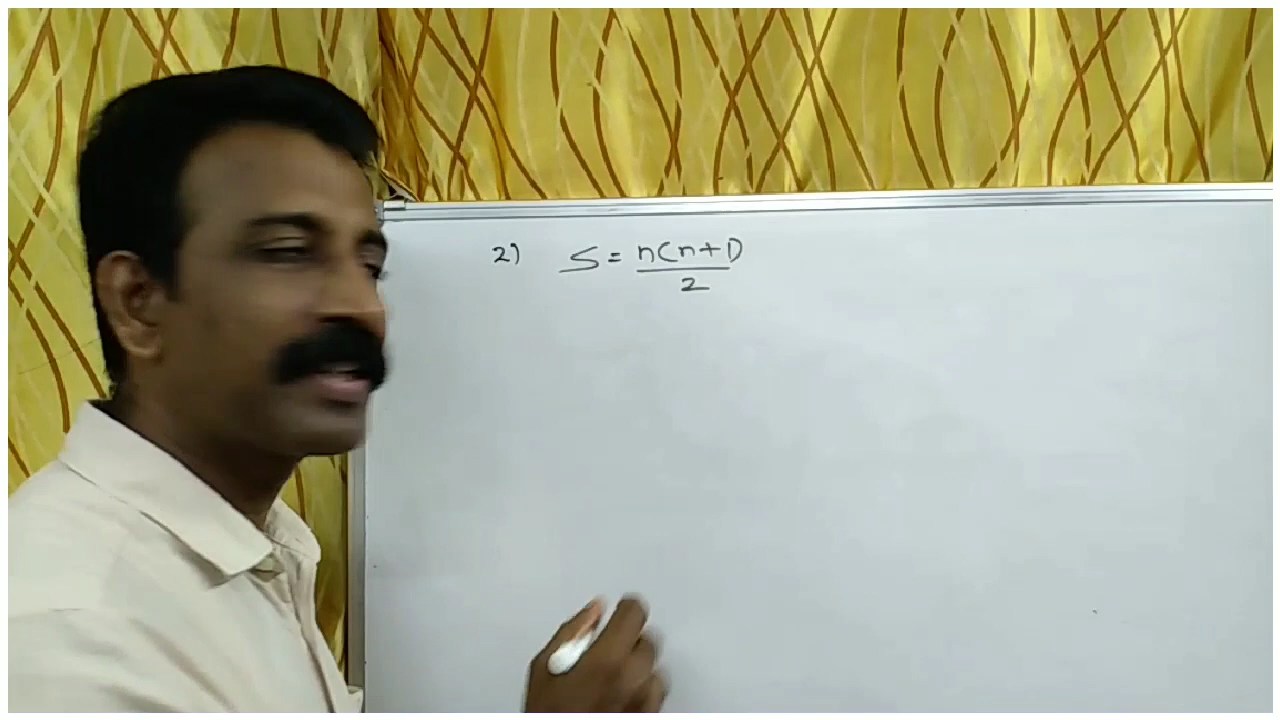 2) S = n(n+1)
2